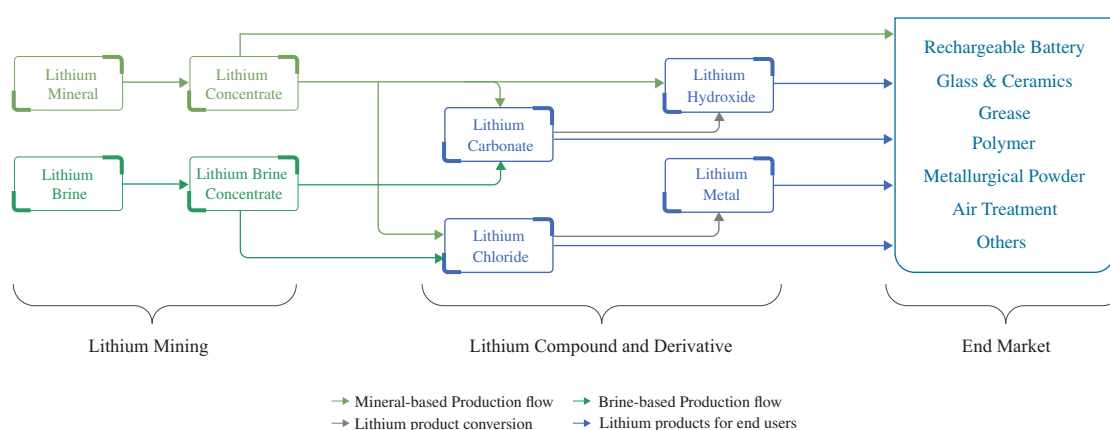 Lithium
Mineral
Lithium
Concentrate
Lithium
Brine
Lithium Brine
Concentrate
Lithium
Carbonate
Lithium
Chloride
Lithium
Hydroxide
Lithium
Metal
Rechargeable Battery
Glass & Ceramics
Grease
Polymer
Metallurgical Powder
Air Treatment
Others
Lithium Mining
Lithium Compound and Derivative
End Market
Mineral-based Production flow
Brine-based Production flow
Lithium product conversion
Lithium products for end users